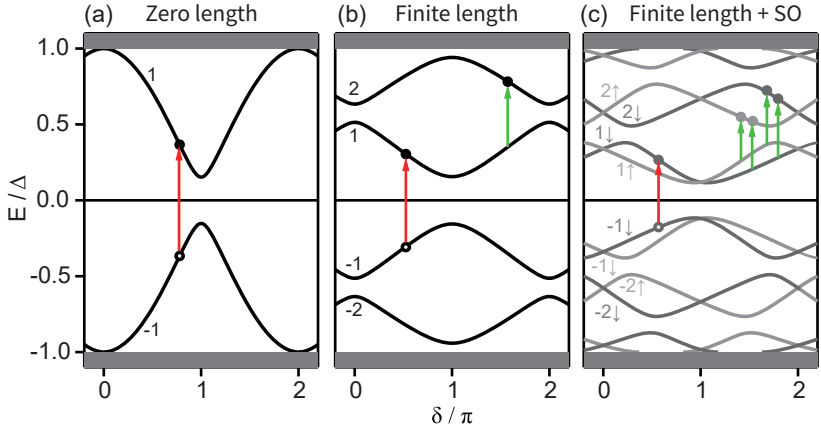 (a) Zero length
(b) Finite length
(c) Finite length + SO
E / Δ
1.0
0.5
0.0
-0.5
-1.0
1
-1
0 1 2
2
1
-1
-2
0 1 2
δ / π
2↑
2↓
1↓
1↑
-1↓
-1↓
-2↑
-2↓
0 1 2